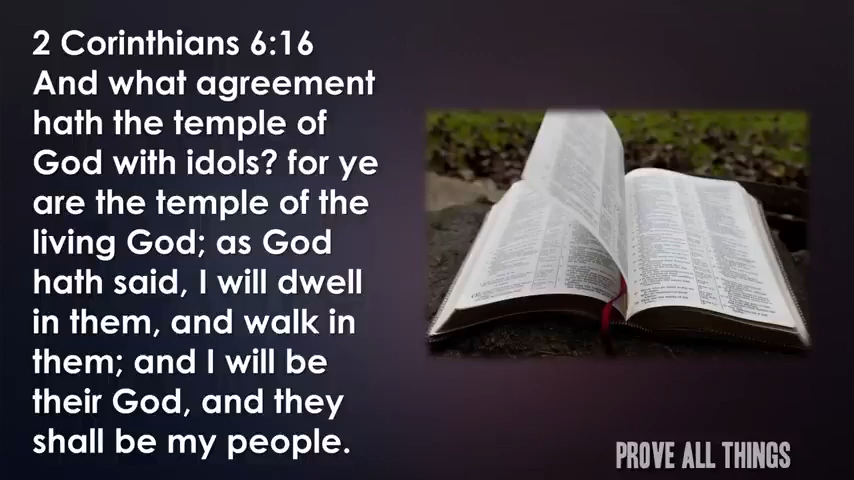 2 Corinthians 6:16
And what agreement
hath the temple of
God with idols? for ye
are the temple of the
living God; as God
hath said, I will dwell
in them, and walk in
them; and I will be
their God, and they
shall be my people.
PROVE ALL THINGS